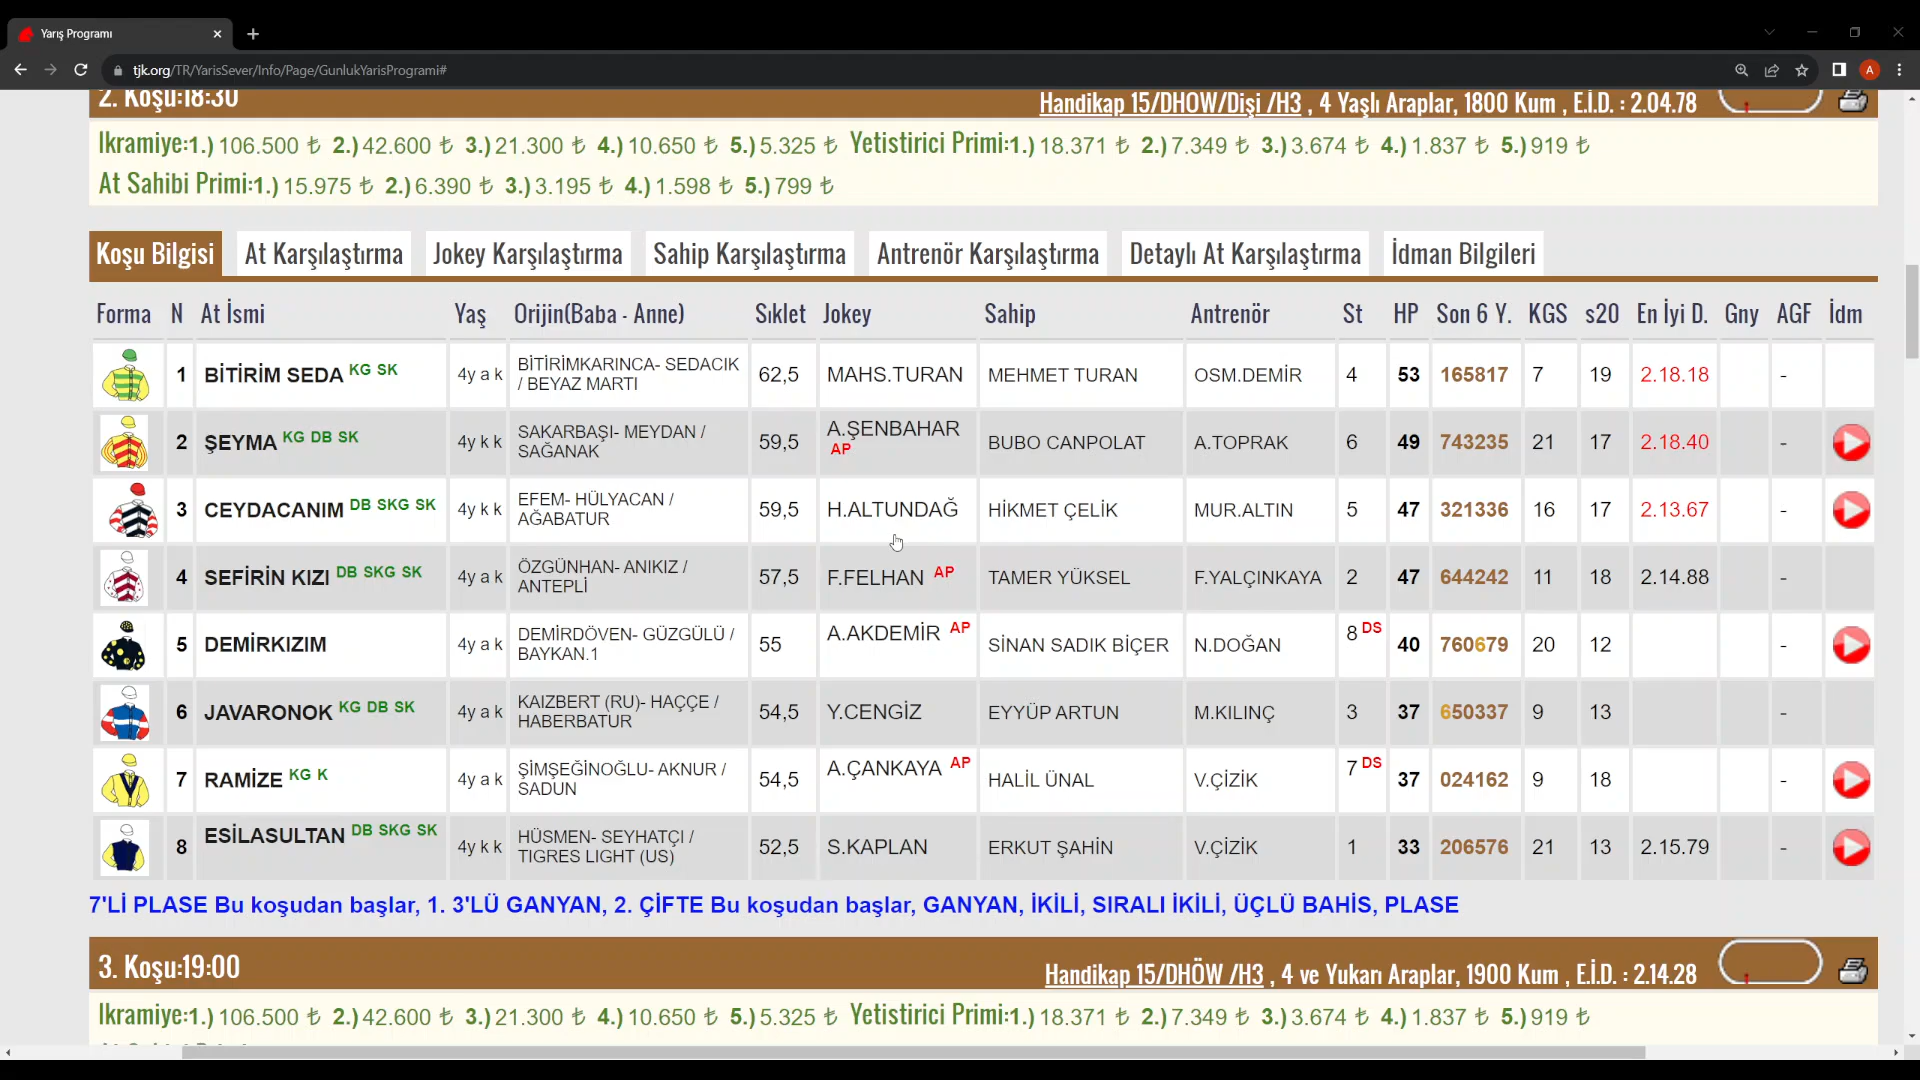 Yarış Programı
tjk.org/TR/YarisSever/Info/Page/GunlukYarisProgrami#
A
2. Koşu:18:30
Handikap 15/DHOW/Dişi /H3 , 4 Yaşlı Araplar, 1800 Kum , E.İ.D. : 2.04.78
Ikramiye:1.) 106.500 ₺ 2.) 42.600 ₺ 3.) 21.300 ₺ 4.) 10.650 ₺ 5.) 5.325 ₺ Yetistirici Primi:1.) 18.371 ₺ 2.) 7.349 ₺ 3.) 3.674 ₺ 4.) 1.837 ₺ 5.) 919 ₺
At Sahibi Primi:1.) 15.975 ₺ 2.) 6.390 ₺ 3.) 3.195 ₺ 4.) 1.598 ₺ 5.) 799 ₺
Koşu Bilgisi At Karşılaştırma Jokey Karşılaştırma Sahip Karşılaştırma Antrenör Karşılaştırma Detaylı At Karşılaştırma İdman Bilgileri
Forma N At İsmi Yaş Orijin(Baba - Anne) Sıklet Jokey Sahip Antrenör St HP Son 6 Y. KGS s20 En İyi D. Gny AGF İdm
1 BİTİRİM SEDA KG SK 4y a k BİTİRİMKARINCA- SEDACIK / BEYAZ MARTI 62,5 MAHS.TURAN MEHMET TURAN OSM.DEMİR 4 53 165817 7 19 2.18.18 -
2 ŞEYMA KG DB SK 4y k k SAKARBAŞI- MEYDAN / SAĞANAK 59,5 A.ŞENBAHAR AP BUBO CANPOLAT A.TOPRAK 6 49 743235 21 17 2.18.40 -
3 CEYDACANIM DB SKG SK 4y k k EFEM- HÜLYACAN / AĞABATUR 59,5 H.ALTUNDAĞ HİKMET ÇELİK MUR.ALTIN 5 47 321336 16 17 2.13.67 -
4 SEFİRİN KIZI DB SKG SK 4y a k ÖZGÜNHAN- ANIKIZ / ANTEPLİ 57,5 F.FELHAN AP TAMER YÜKSEL F.YALÇINKAYA 2 47 644242 11 18 2.14.88 -
5 DEMİRKIZIM 4y a k DEMİRDÖVEN- GÜZGÜLÜ / BAYKAN.1 55 A.AKDEMİR AP SİNAN SADIK BİÇER N.DOĞAN 8 DS 40 760679 20 12 -
6 JAVARONOK KG DB SK 4y a k KAIZBERT (RU)- HAÇÇE / HABERBATUR 54,5 Y.CENGİZ EYYÜP ARTUN M.KILINÇ 3 37 650337 9 13 -
7 RAMİZE KG K 4y a k ŞİMŞEĞİNOĞLU- AKNUR / SADUN 54,5 A.ÇANKAYA AP HALİL ÜNAL V.ÇİZİK 7 DS 37 024162 9 18 -
8 ESİLASULTAN DB SKG SK 4y k k HÜSMEN- SEYHATÇI / TIGRES LIGHT (US) 52,5 S.KAPLAN ERKUT ŞAHİN V.ÇİZİK 1 33 206576 21 13 2.15.79 -
7'Lİ PLASE Bu koşudan başlar, 1. 3'LÜ GANYAN, 2. ÇİFTE Bu koşudan başlar, GANYAN, İKİLİ, SIRALI İKİLİ, ÜÇLÜ BAHİS, PLASE
3. Koşu:19:00
Handikap 15/DHÖW /H3 , 4 ve Yukarı Araplar, 1900 Kum , E.İ.D. : 2.14.28
Ikramiye:1.) 106.500 ₺ 2.) 42.600 ₺ 3.) 21.300 ₺ 4.) 10.650 ₺ 5.) 5.325 ₺ Yetistirici Primi:1.) 18.371 ₺ 2.) 7.349 ₺ 3.) 3.674 ₺ 4.) 1.837 ₺ 5.) 919 ₺